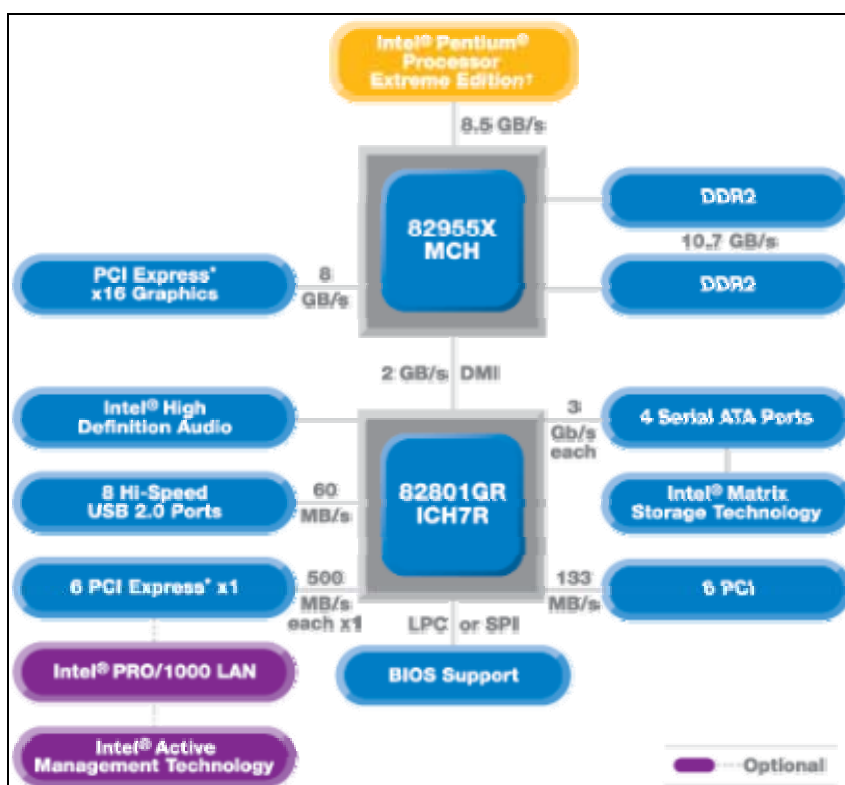 Intel® Pentium®
Processor
Extreme Edition†
8.5 GB/s
82955X
MCH
DDR2
10.7 GB/s
DDR2
PCI Express*
x16 Graphics
8
GB/s
2 GB/s DMI
Intel® High
Definition Audio
3
Gb/s
each
4 Serial ATA Ports
8 Hi-Speed
USB 2.0 Ports
60
MB/s
82801GR
ICH7R
Intel® Matrix
Storage Technology
6 PCI Express* x1
500
MB/s
each x1
133
MB/s
6 PCI
LPC or SPI
BIOS Support
Intel® PRO/1000 LAN
Intel® Active
Management Technology
Optional